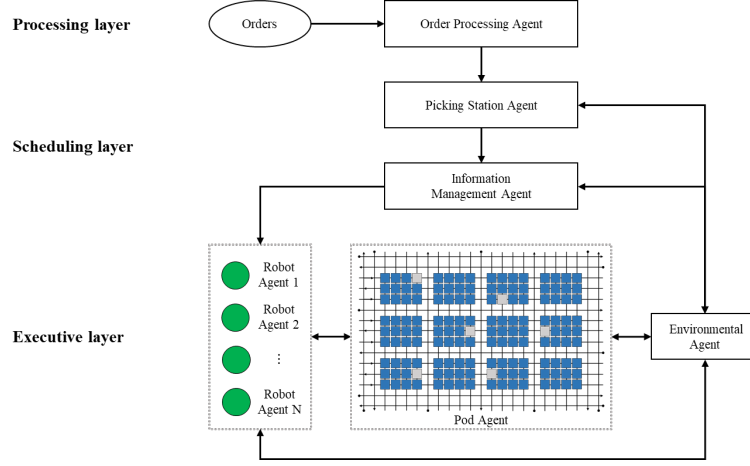 Processing layer
Orders
Order Processing Agent
Picking Station Agent
Scheduling layer
Information
Management Agent
Robot
Agent 1
Robot
Agent 2
Executive layer
Environmental
Agent
⋮
Robot
Agent N
Pod Agent